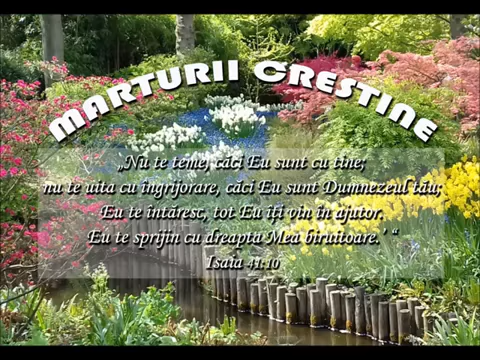 MARTURII CRESTINE
„Nu te teme, căci Eu sunt cu tine;
nu te uita cu îngrijorare, căci Eu sunt Dumnezeul tău;
Eu te întăresc, tot Eu îţi vin în ajutor.
Eu te sprijin cu dreapta Mea biruitoare.' “
Isaia 41:10